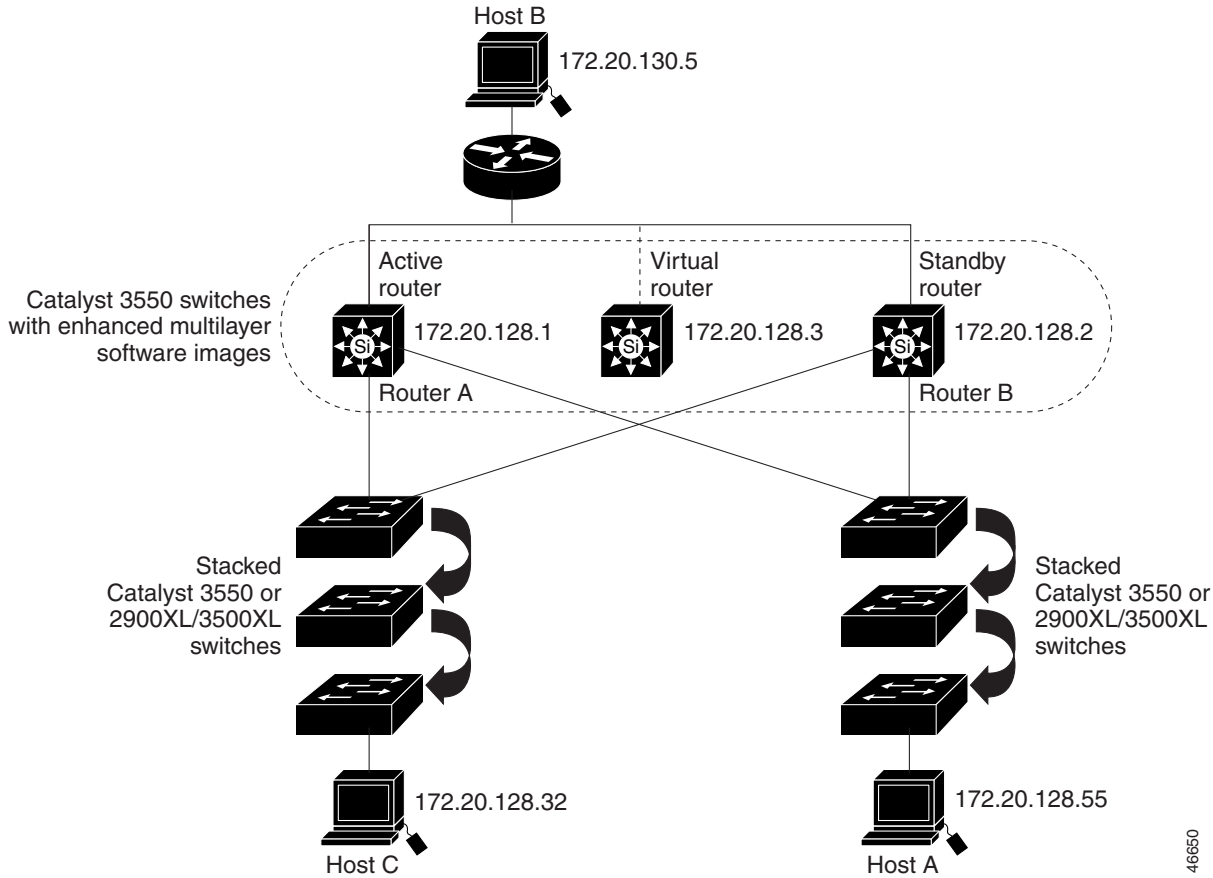 Host B
172.20.130.5
Active
router
Virtual
router
Standby
router
Catalyst 3550 switches
with enhanced multilayer
software images
Si
172.20.128.1
Si
172.20.128.3
Si
172.20.128.2
Router A
Router B
Stacked
Catalyst 3550 or
2900XL/3500XL
switches
Stacked
Catalyst 3550 or
2900XL/3500XL
switches
172.20.128.32
172.20.128.55
Host C
Host A
46650